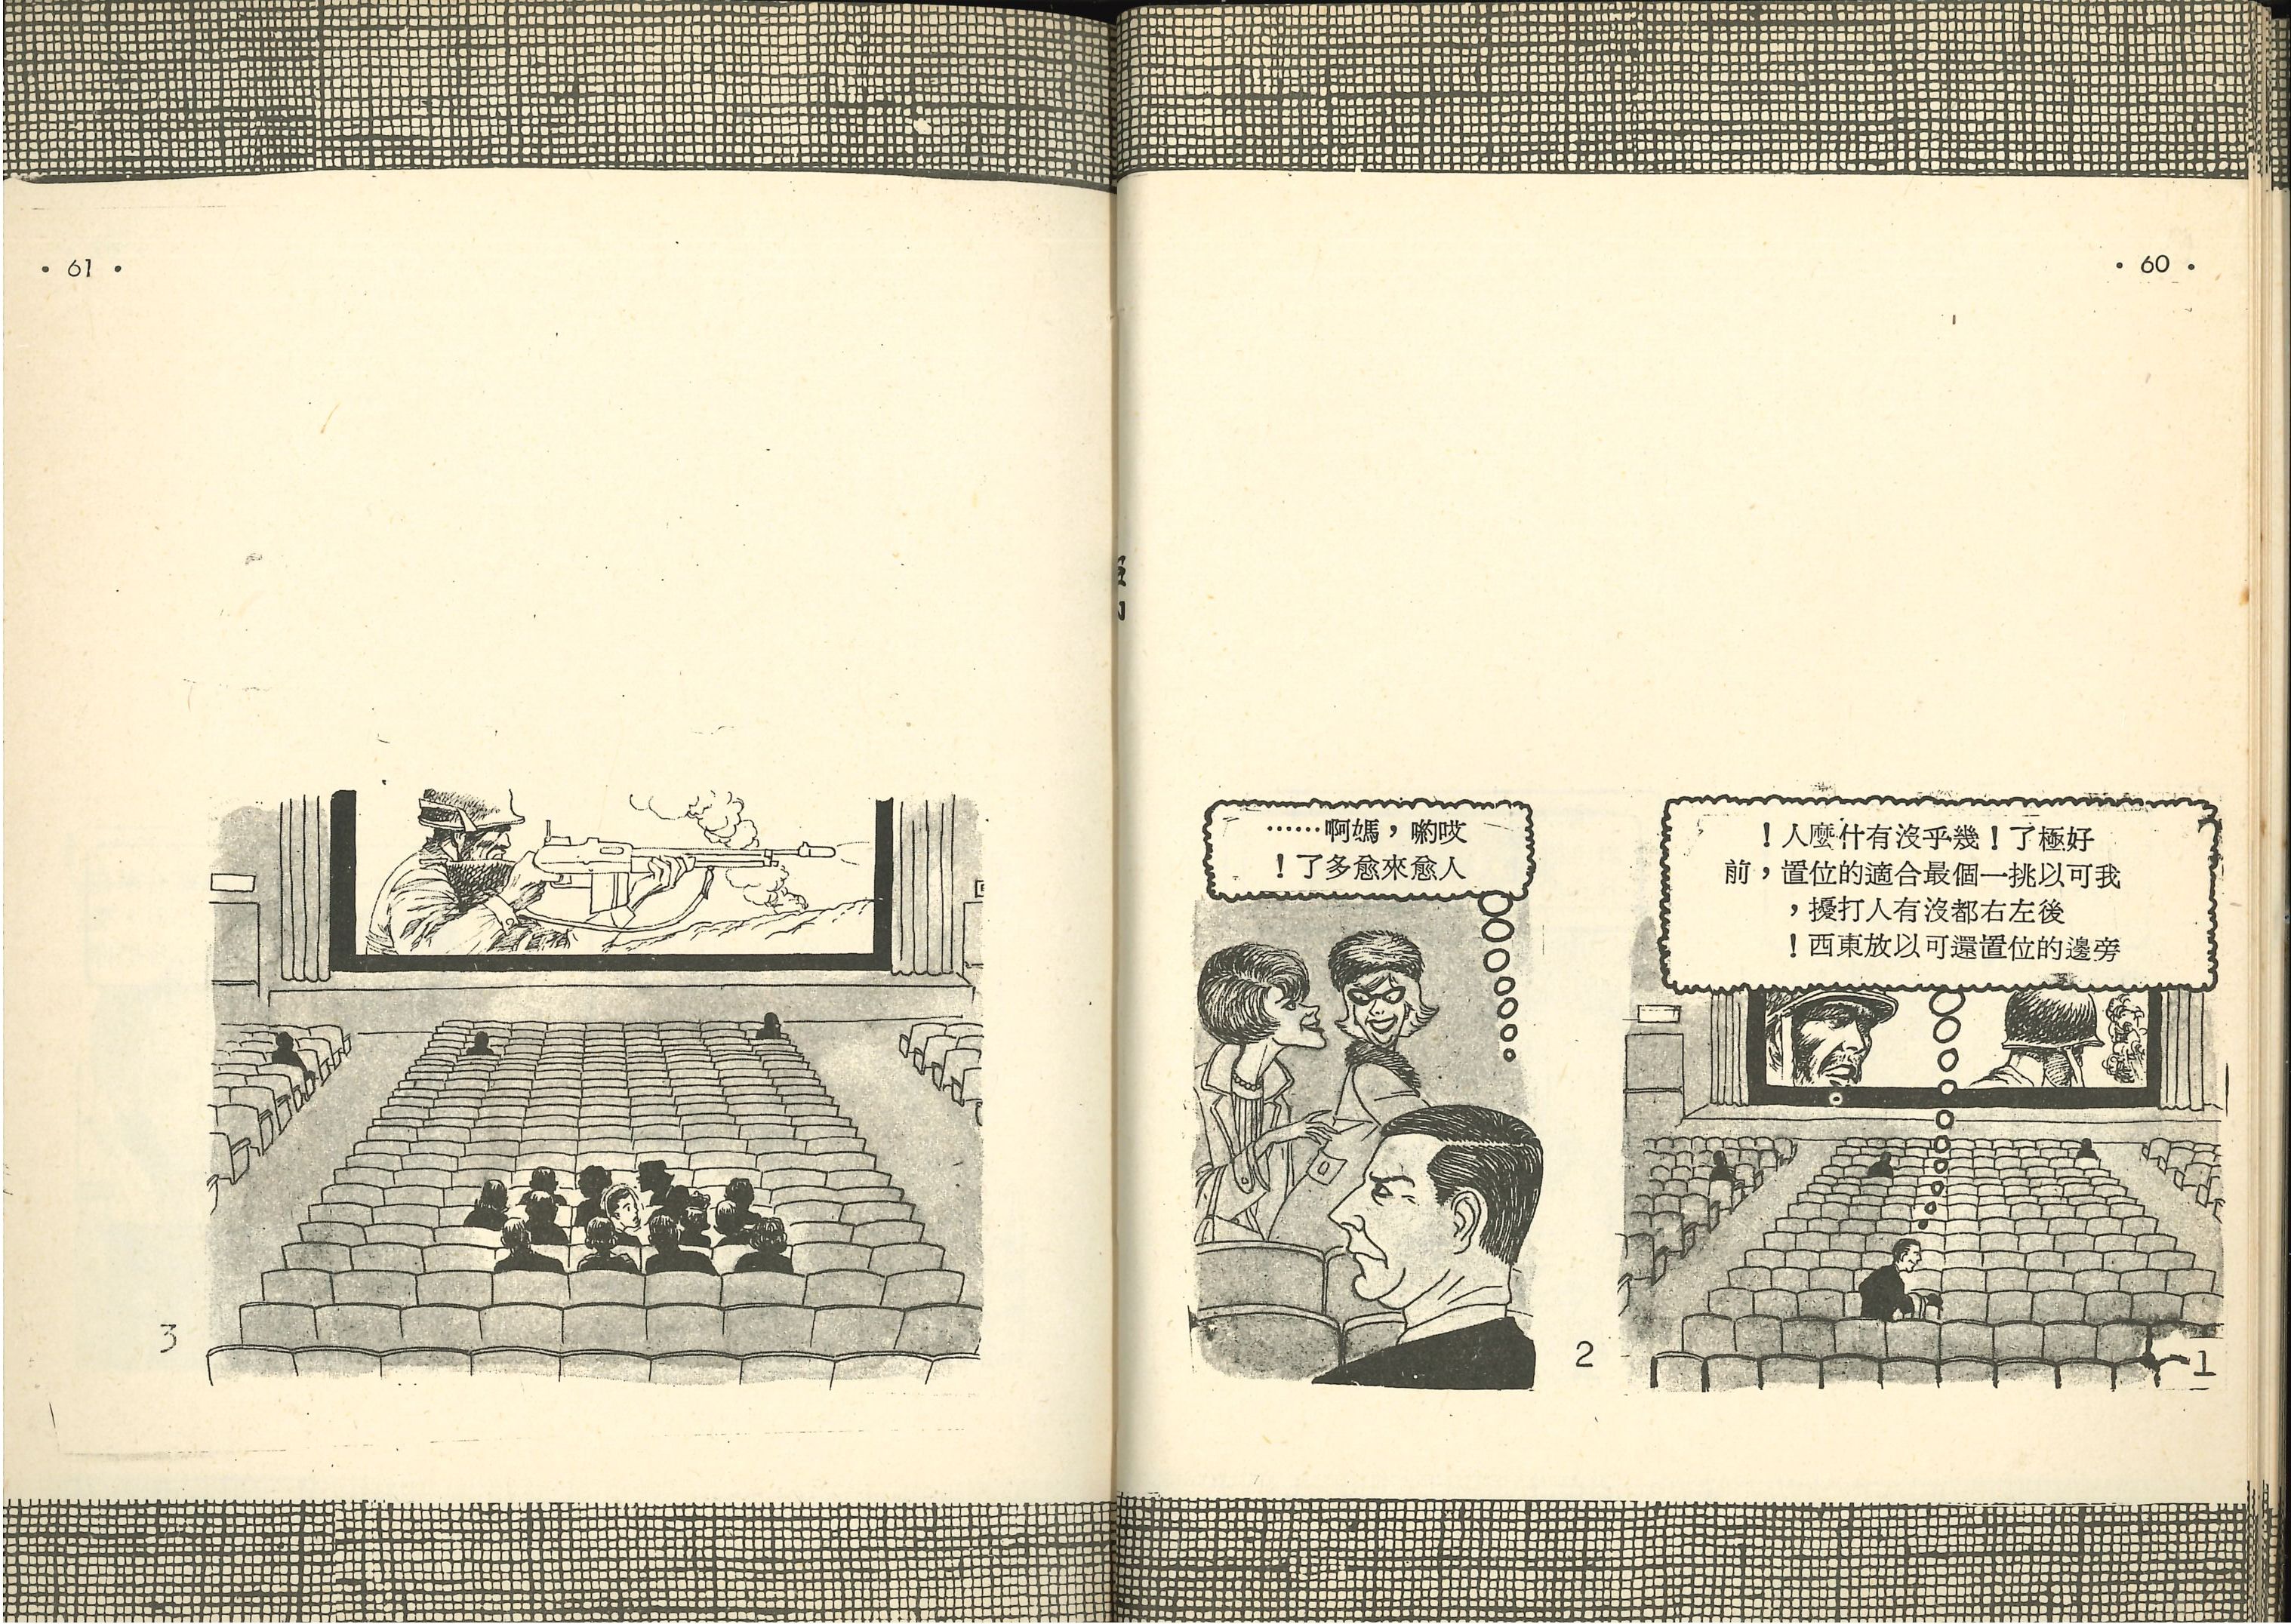 • 60 •
好極了！幾乎沒有什麼人！
我可以挑一個最合適的位置，前
後左右都沒有人打擾，
旁邊的位置還可以放東西！
1
哎喲，媽啊……
人愈來愈多了！
2
• 61 •
3